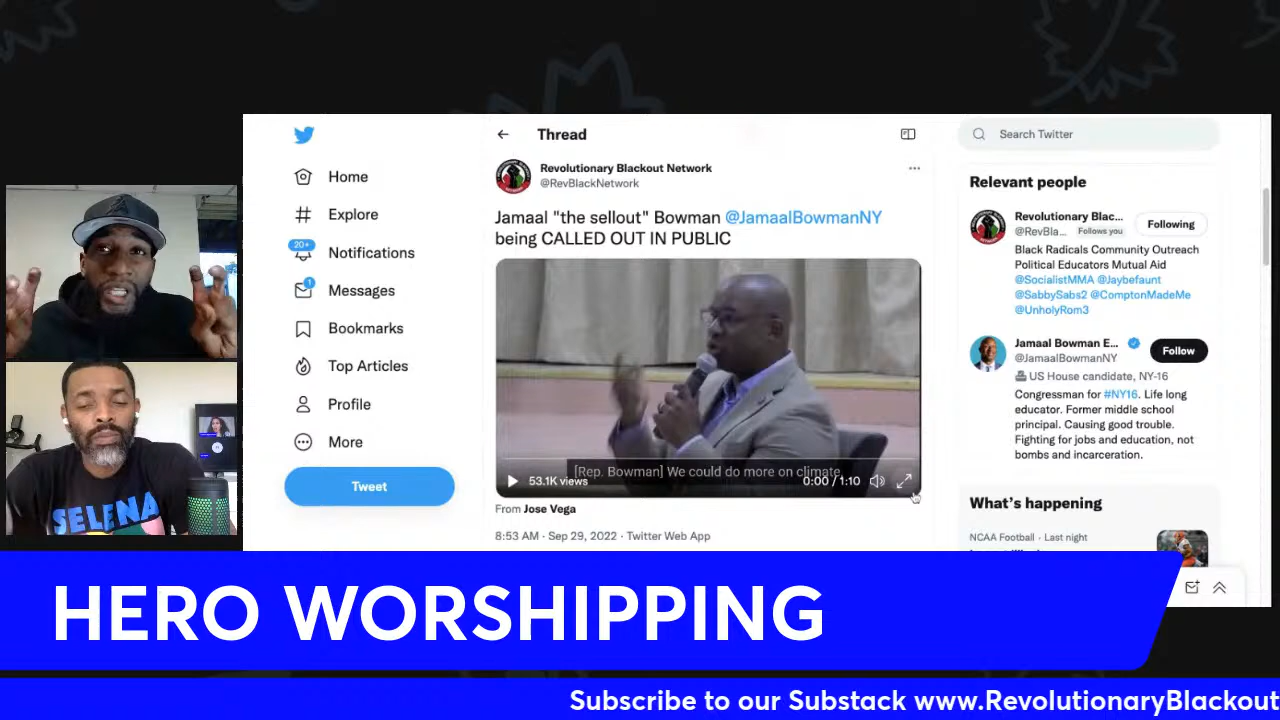 Home
Explore
20+
Notifications
1
Messages
Bookmarks
Top Articles
Profile
More
Tweet
Thread
Revolutionary Blackout Network
@RevBlackNetwork
Jamaal "the sellout" Bowman @JamaalBowmanNY
being CALLED OUT IN PUBLIC
[Rep. Bowman] We could do more on climate,
53.1K views
0:00 / 1:10
From Jose Vega
8:53 AM · Sep 29, 2022 · Twitter Web App
Search Twitter
Relevant people
Revolutionary Blac...
@RevBla... Follows you
Following
Black Radicals Community Outreach
Political Educators Mutual Aid
@SocialistMMA @Jaybefaunt
@SabbySabs2 @ComptonMadeMe
@UnholyRom3
Jamaal Bowman E...
@JamaalBowmanNY
Follow
US House candidate, NY-16
Congressman for #NY16. Life long
educator. Former middle school
principal. Causing good trouble.
Fighting for jobs and education, not
bombs and incarceration.
What's happening
NCAA Football · Last night
SELENA
HERO WORSHIPPING
Subscribe to our Substack www.RevolutionaryBlackout